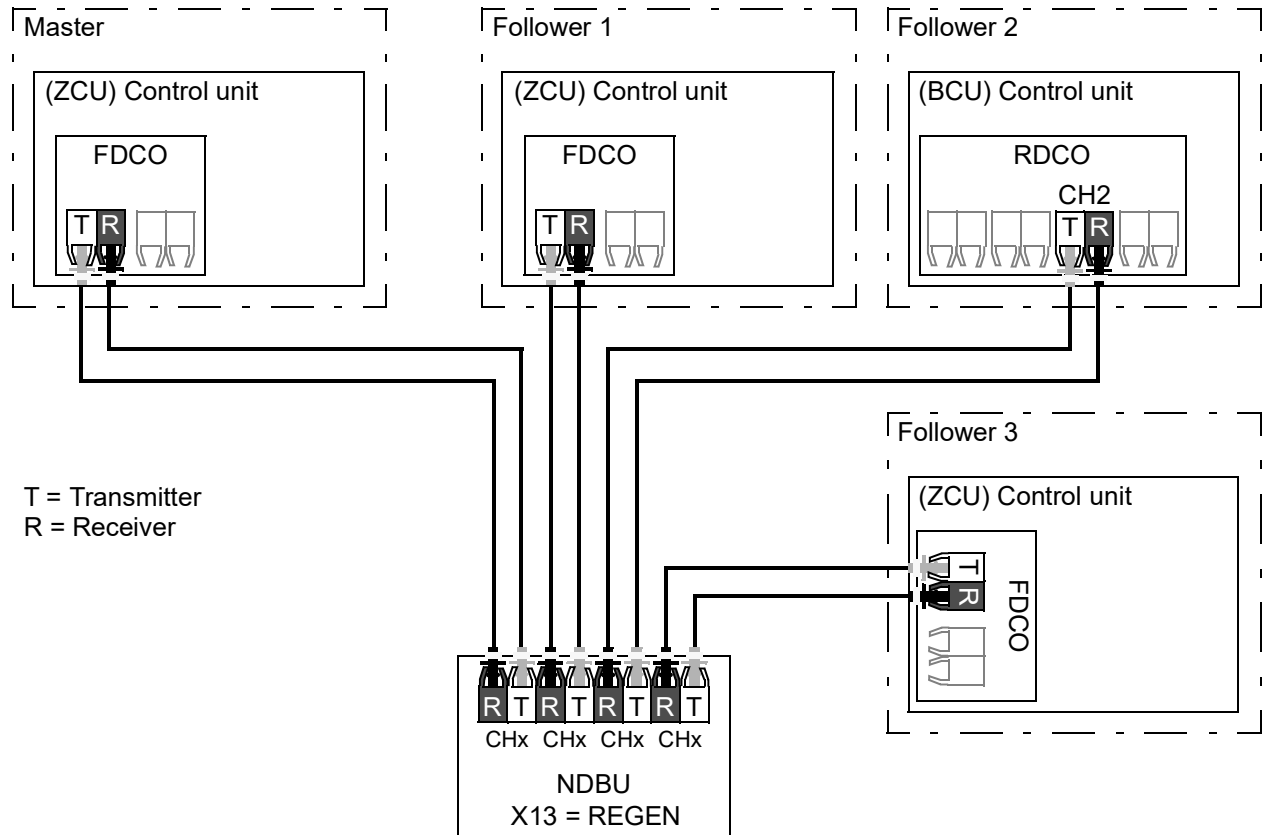 Master
(ZCU) Control unit
FDCO
T R
Follower 1
(ZCU) Control unit
FDCO
T R
Follower 2
(BCU) Control unit
RDCO
CH2
T R
Follower 3
(ZCU) Control unit
FDCO
T
R
T = Transmitter
R = Receiver
R T R T R T R T
CHx CHx CHx CHx
NDBU
X13 = REGEN